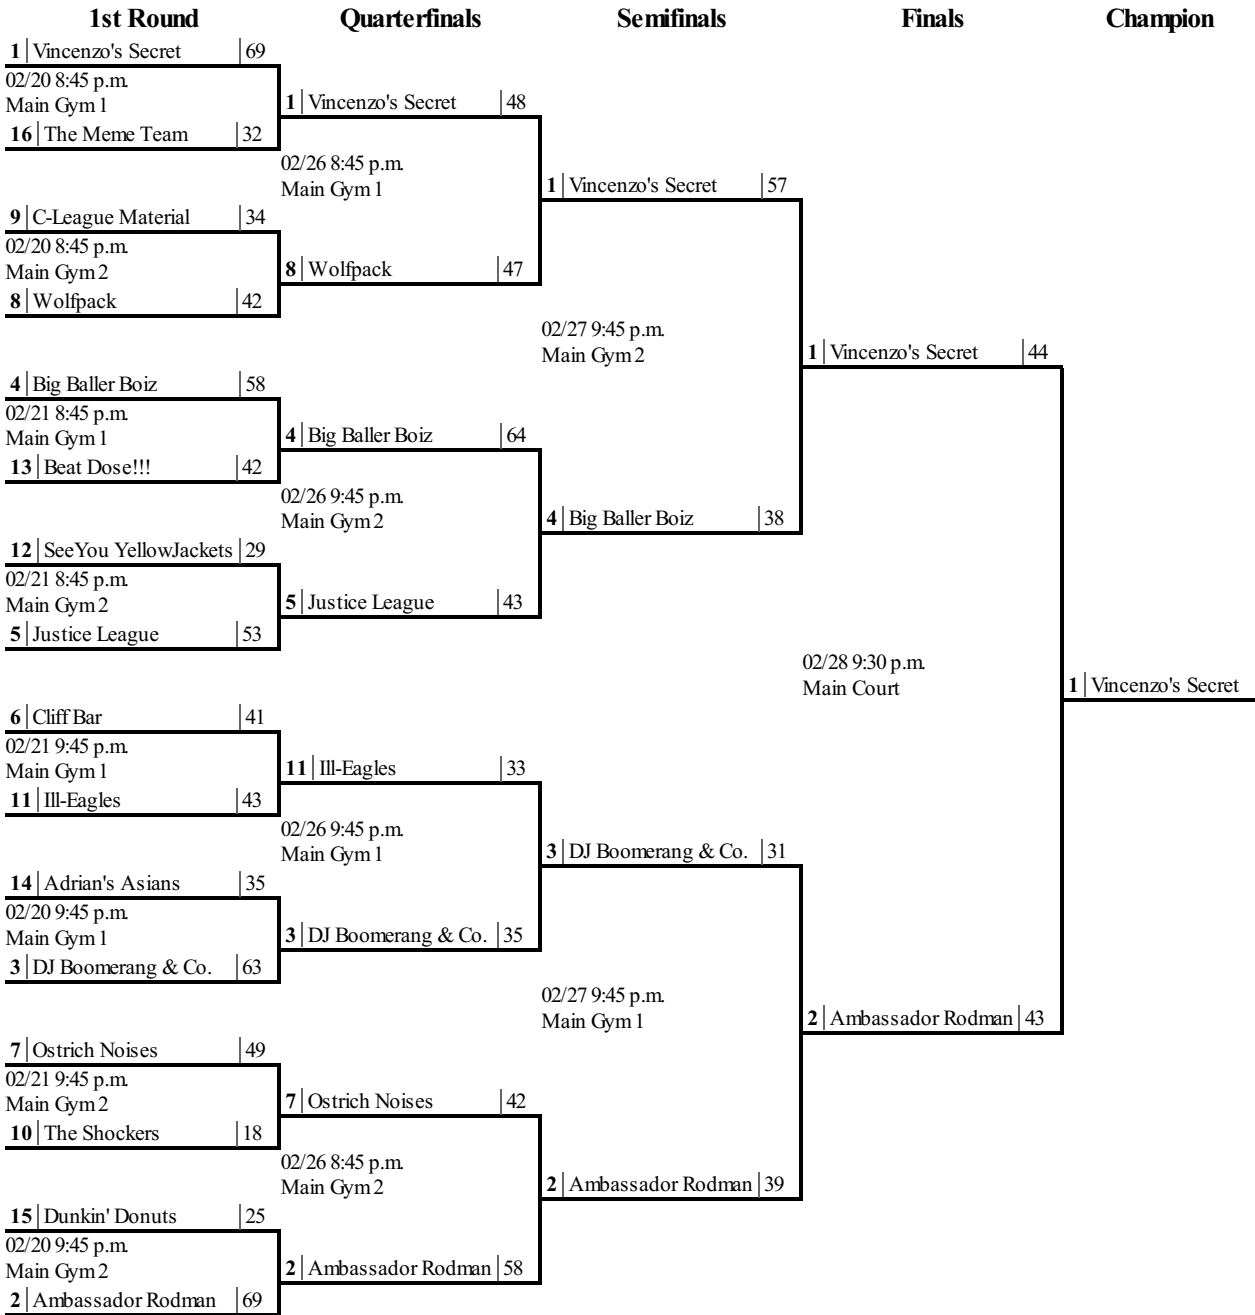 1st Round Quarterfinals Semifinals Finals Champion
1 Vincenzo's Secret 69
02/20 8:45 p.m.
Main Gym 1
16 The Meme Team 32
9 C-League Material 34
02/20 8:45 p.m.
Main Gym 2
8 Wolfpack 42
4 Big Baller Boiz 58
02/21 8:45 p.m.
Main Gym 1
13 Beat Dose!!! 42
12 SeeYou YellowJackets 29
02/21 8:45 p.m.
Main Gym 2
5 Justice League 53
6 Cliff Bar 41
02/21 9:45 p.m.
Main Gym 1
11 Ill-Eagles 43
14 Adrian's Asians 35
02/20 9:45 p.m.
Main Gym 1
3 DJ Boomerang & Co. 63
7 Ostrich Noises 49
02/21 9:45 p.m.
Main Gym 2
10 The Shockers 18
15 Dunkin' Donuts 25
02/20 9:45 p.m.
Main Gym 2
2 Ambassador Rodman 69
1 Vincenzo's Secret 48
02/26 8:45 p.m.
Main Gym 1
8 Wolfpack 47
4 Big Baller Boiz 64
02/26 9:45 p.m.
Main Gym 2
5 Justice League 43
11 Ill-Eagles 33
02/26 9:45 p.m.
Main Gym 1
3 DJ Boomerang & Co. 35
7 Ostrich Noises 42
02/26 8:45 p.m.
Main Gym 2
2 Ambassador Rodman 58
1 Vincenzo's Secret 57
02/27 9:45 p.m.
Main Gym 2
4 Big Baller Boiz 38
3 DJ Boomerang & Co. 31
02/27 9:45 p.m.
Main Gym 1
2 Ambassador Rodman 39
1 Vincenzo's Secret 44
02/28 9:30 p.m.
Main Court
2 Ambassador Rodman 43
1 Vincenzo's Secret